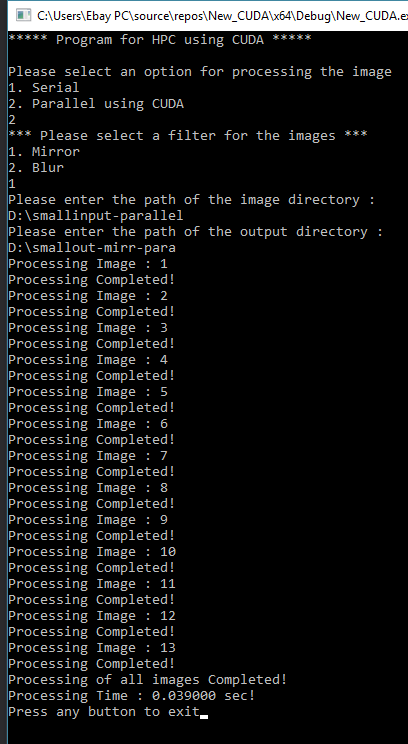 C:\Users\Ebay PC\source\repos\New_CUDA\x64\Debug\New_CUDA.ex
***** Program for HPC using CUDA *****
Please select an option for processing the image
1. Serial
2. Parallel using CUDA
2
*** Please select a filter for the images ***
1. Mirror
2. Blur
1
Please enter the path of the image directory :
D:\smallinput-parallel
Please enter the path of the output directory :
D:\smallout-mirr-para
Processing Image : 1
Processing Completed!
Processing Image : 2
Processing Completed!
Processing Image : 3
Processing Completed!
Processing Image : 4
Processing Completed!
Processing Image : 5
Processing Completed!
Processing Image : 6
Processing Completed!
Processing Image : 7
Processing Completed!
Processing Image : 8
Processing Completed!
Processing Image : 9
Processing Completed!
Processing Image : 10
Processing Completed!
Processing Image : 11
Processing Completed!
Processing Image : 12
Processing Completed!
Processing Image : 13
Processing Completed!
Processing of all images Completed!
Processing Time : 0.039000 sec!
Press any button to exit